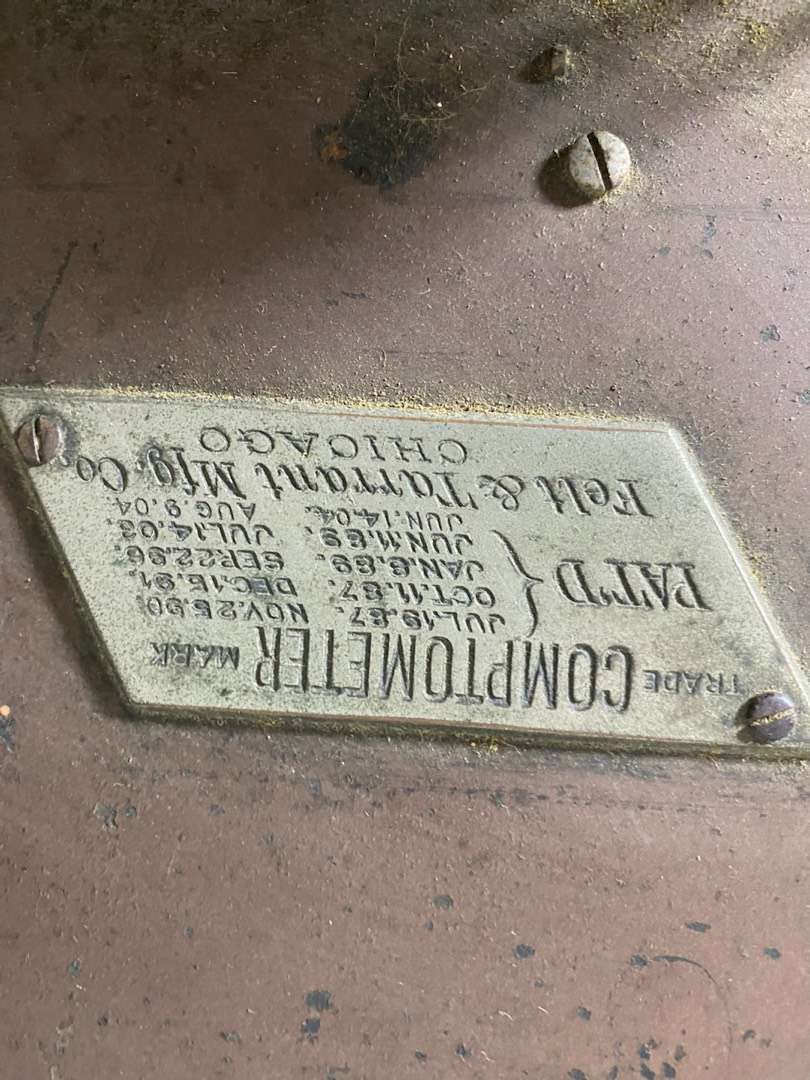 TRADE COMPTOMETER MARK
JUL.19.87. NOV.25.90
PAT'D { OCT.11.87. DEC.15.91.
JAN.8.89. SEP.22.96.
JUN.11.89. JUL.14.03.
JUN.14.04. AUG.9.04.
Felt & Tarrant Mfg. Co.
CHICAGO